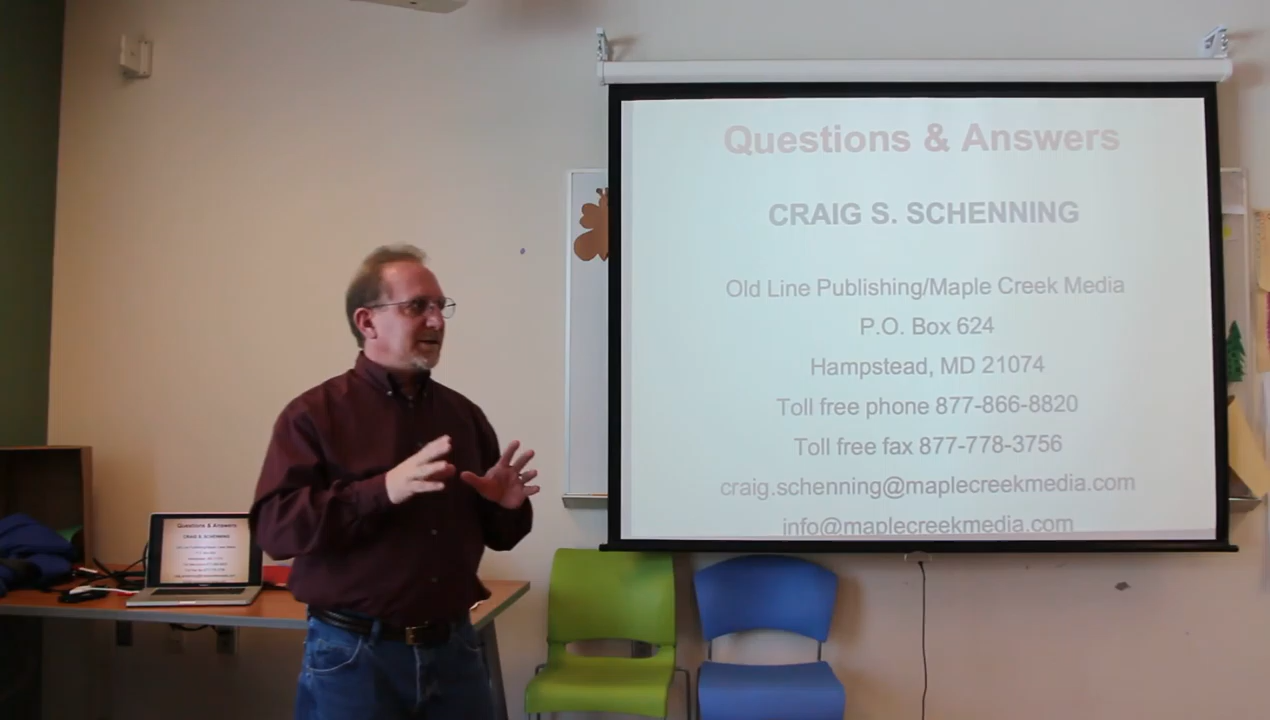 Questions & Answers
CRAIG S. SCHENNING
Old Line Publishing/Maple Creek Media
P.O. Box 624
Hampstead, MD 21074
Toll free phone 877-866-8820
Toll free fax 877-778-3756
craig.schenning@maplecreekmedia.com
info@maplecreekmedia.com
Questions & Answers
CRAIG S. SCHENNING